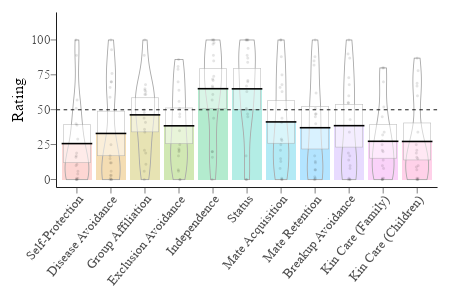 Rating
100
75
50
25
0
Self-Protection
Disease Avoidance
Group Affiliation
Exclusion Avoidance
Independence
Status
Mate Acquisition
Mate Retention
Breakup Avoidance
Kin Care (Family)
Kin Care (Children)